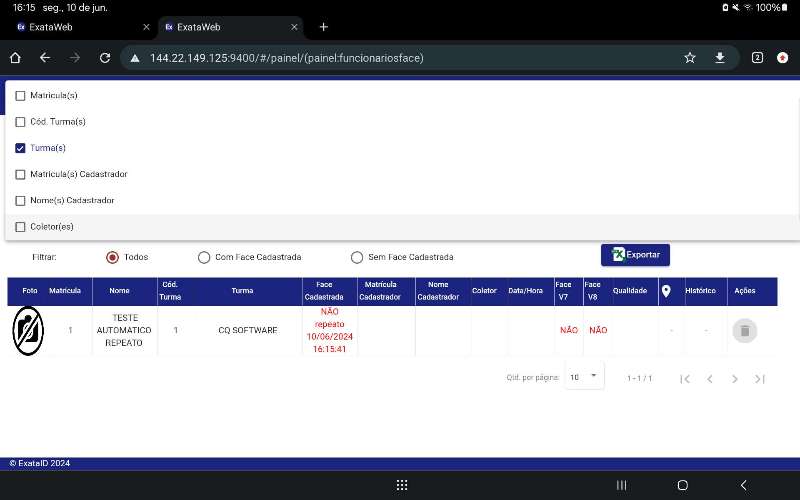 16:15 seg., 10 de jun. 100%
ExataWeb ExataWeb
144.22.149.125:9400/#/painel/(painel:funcionariosface) 2
Matrícula(s)
Cód. Turma(s)
Turma(s)
Matrícula(s) Cadastrador
Nome(s) Cadastrador
Coletor(es)
Filtrar: Todos Com Face Cadastrada Sem Face Cadastrada Exportar
Foto Matrícula Nome Cód. Turma Turma Face Cadastrada Matrícula Cadastrador Nome Cadastrador Coletor Data/Hora Face V7 Face V8 Qualidade Histórico Ações
1 TESTE AUTOMATICO REPEATO 1 CQ SOFTWARE NÃO repeato 10/06/2024 16:15:41 NÃO NÃO - -
Qtd. por página: 10 1 - 1 / 1
© ExataID 2024